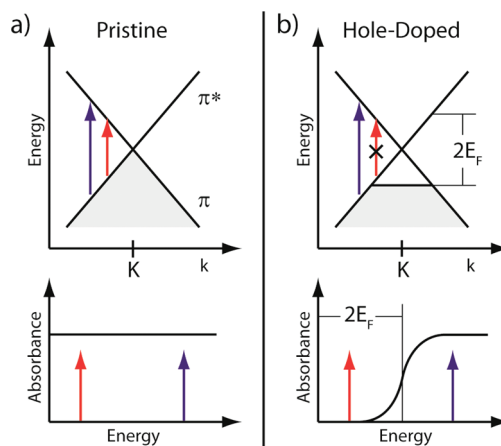 a)
Pristine
Energy
π*
π
K
k
Absorbance
Energy
b)
Hole-Doped
Energy
2E_F
K
k
Absorbance
2E_F
Energy